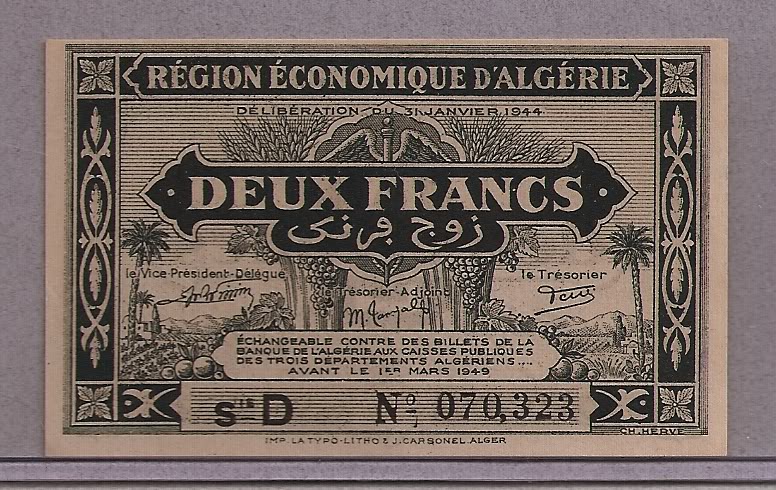 RÉGION ÉCONOMIQUE D'ALGÉRIE
DÉLIBÉRATION DU 31 JANVIER 1944
DEUX FRANCS
زوج فرنك
le Vice-Président-Délégué
le Trésorier
Trésorier-Adjoint
ÉCHANGEABLE CONTRE DES BILLETS DE LA
BANQUE DE L'ALGÉRIE AUX CAISSES PUBLIQUES
DES TROIS DÉPARTEMENTS ALGÉRIENS....
AVANT LE 1ER MARS 1949
Sie D No 070,323
CH. HERVÉ
IMP. LA TYPO-LITHO & J. CARBONEL. ALGER